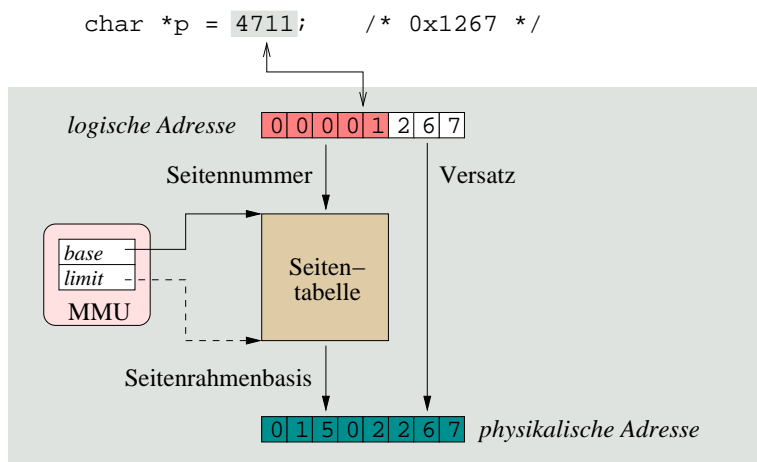 char *p = 4711;    /* 0x1267 */
logische Adresse 0 0 0 0 1 2 6 7
Seitennummer
Versatz
base
limit
MMU
Seiten–
tabelle
Seitenrahmenbasis
0 1 5 0 2 2 6 7 physikalische Adresse